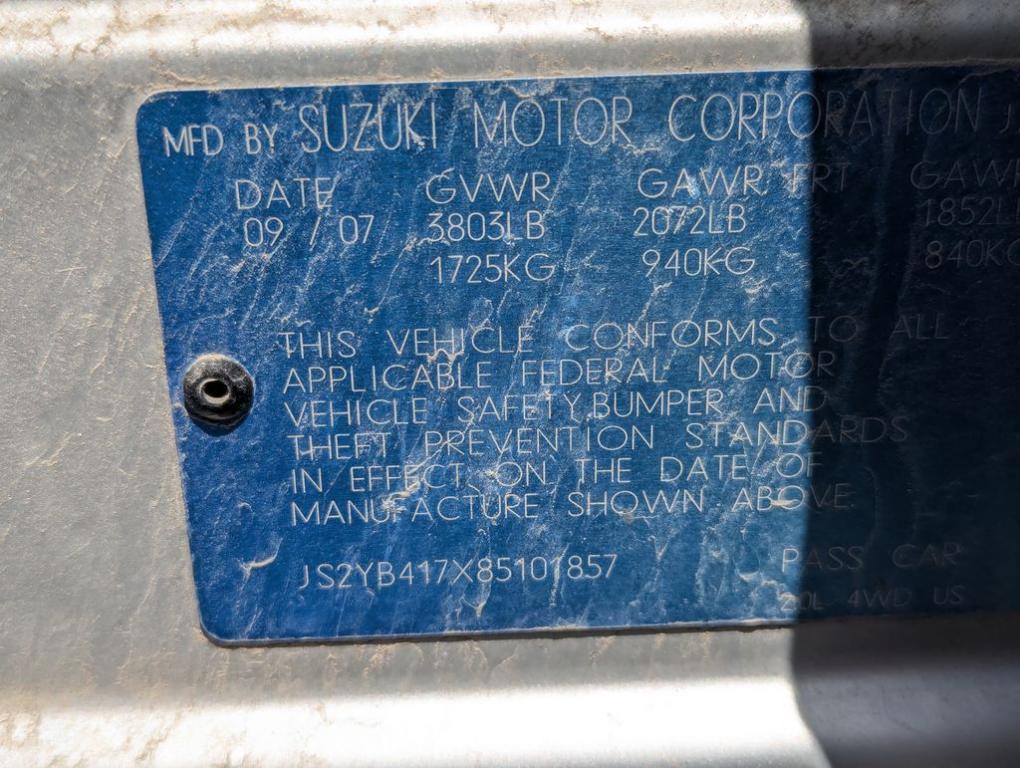 MFD BY SUZUKI MOTOR CORPORATION
DATE GVWR GAWR FRT GAWR
09 / 07 3803LB 2072LB 1852LB
1725KG 940KG 840KG
THIS VEHICLE CONFORMS TO ALL
APPLICABLE FEDERAL MOTOR
VEHICLE SAFETY,BUMPER AND
THEFT PREVENTION STANDARDS
IN EFFECT ON THE DATE OF
MANUFACTURE SHOWN ABOVE.
JS2YB417X85101857 PASS CAR
2.0L 4WD US